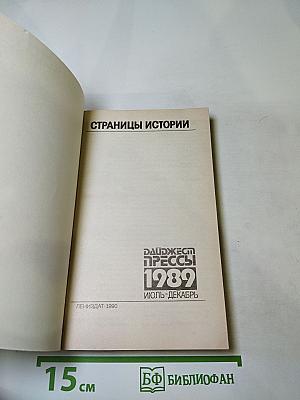 СТРАНИЦЫ ИСТОРИИ
ДАЙДЖЕСТ
ПРЕССЫ
1989
ИЮЛЬ-ДЕКАБРЬ
ЛЕНИЗДАТ·1990
15 см
БФ БИБЛИОФАН